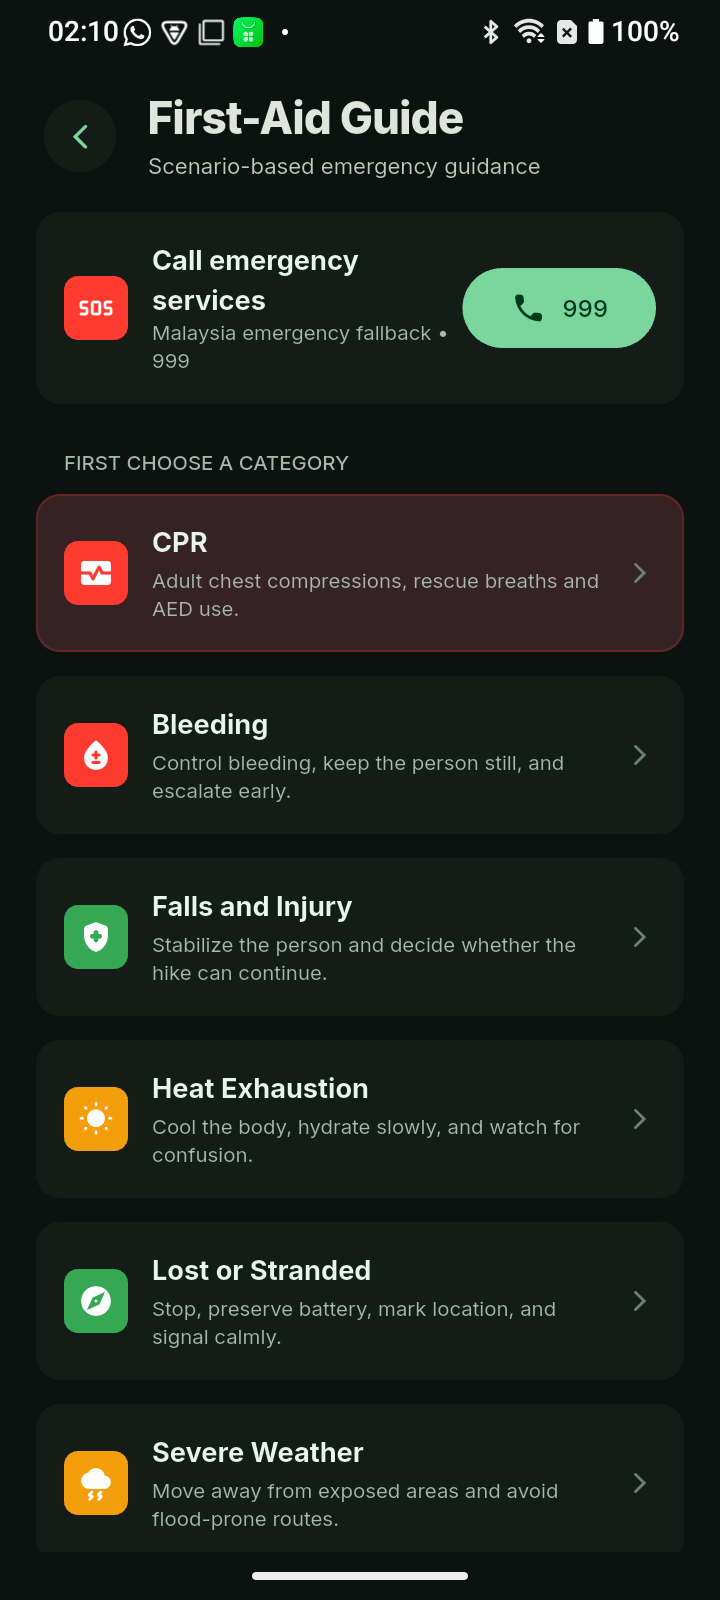 02:10
100%
First-Aid Guide
Scenario-based emergency guidance
SOS
Call emergency
services
Malaysia emergency fallback •
999
999
FIRST CHOOSE A CATEGORY
CPR
Adult chest compressions, rescue breaths and
AED use.
Bleeding
Control bleeding, keep the person still, and
escalate early.
Falls and Injury
Stabilize the person and decide whether the
hike can continue.
Heat Exhaustion
Cool the body, hydrate slowly, and watch for
confusion.
Lost or Stranded
Stop, preserve battery, mark location, and
signal calmly.
Severe Weather
Move away from exposed areas and avoid
flood-prone routes.